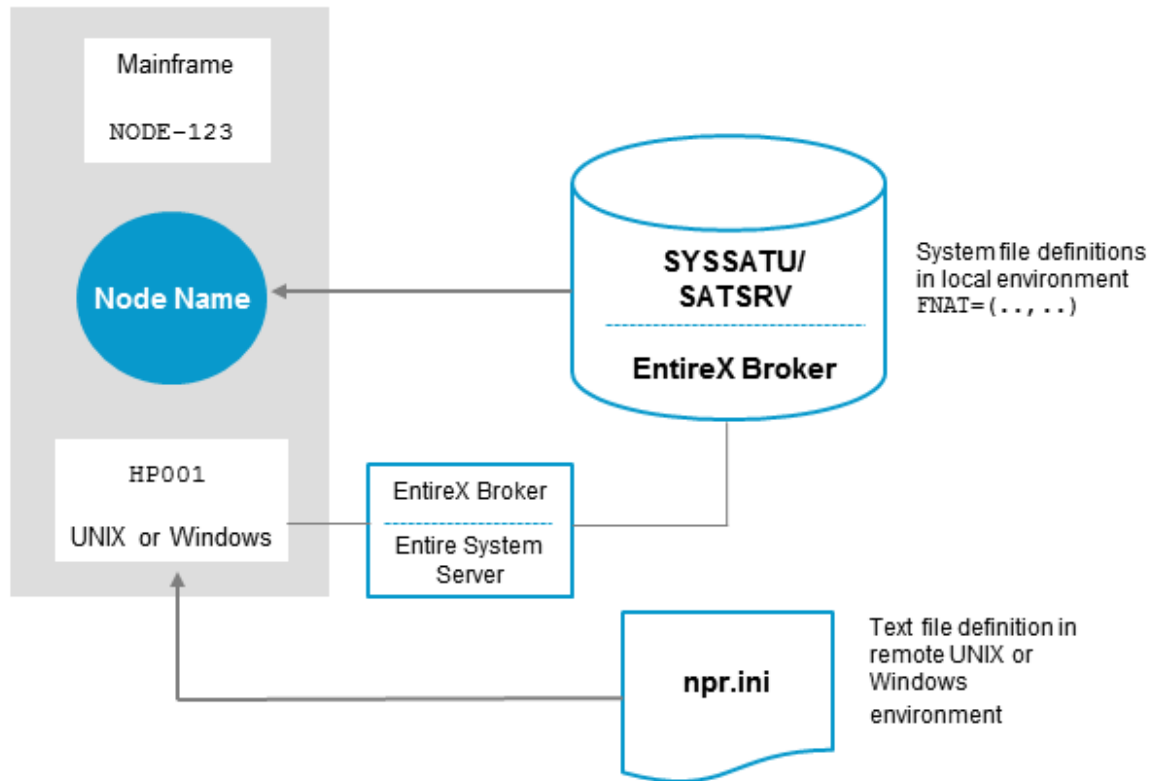 Mainframe
NODE-123
Node Name
HP001
UNIX or Windows
EntireX Broker
Entire System
Server
SYSSATU/
SATSRV
EntireX Broker
System file definitions
in local environment
FNAT=(..,..)
npr.ini
Text file definition in
remote UNIX or
Windows
environment